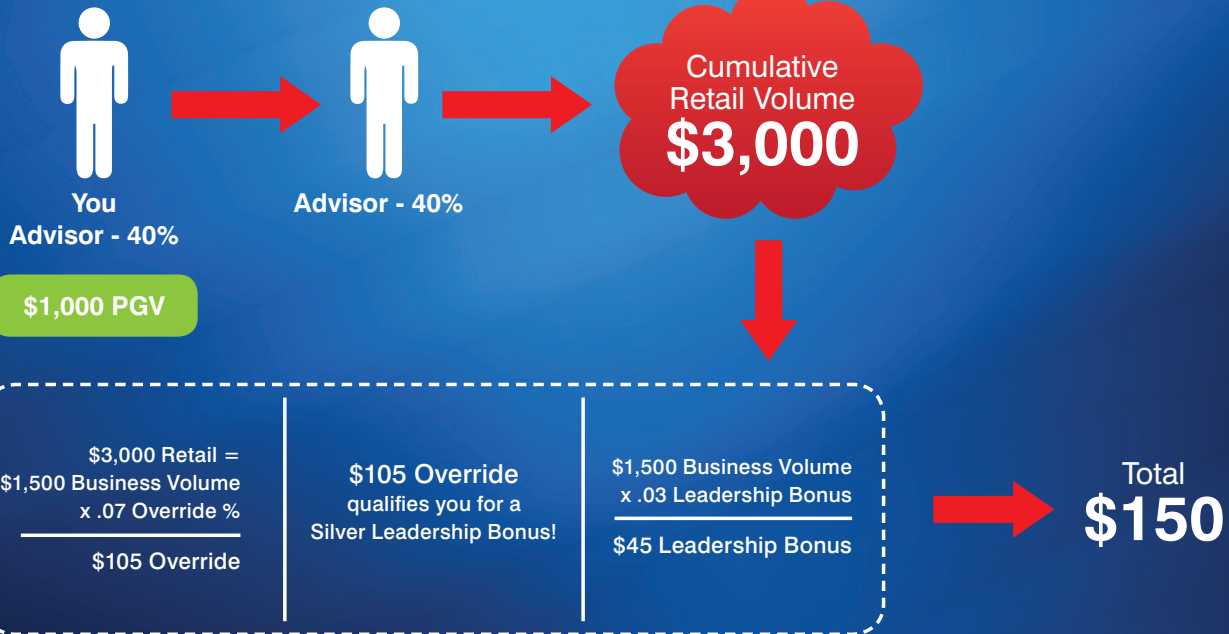 Cumulative
Retail Volume
$3,000
You
Advisor - 40%
Advisor - 40%
$1,000 PGV
$3,000 Retail =
$1,500 Business Volume
x .07 Override %
$105 Override
$105 Override
qualifies you for a
Silver Leadership Bonus!
$1,500 Business Volume
x .03 Leadership Bonus
$45 Leadership Bonus
Total
$150